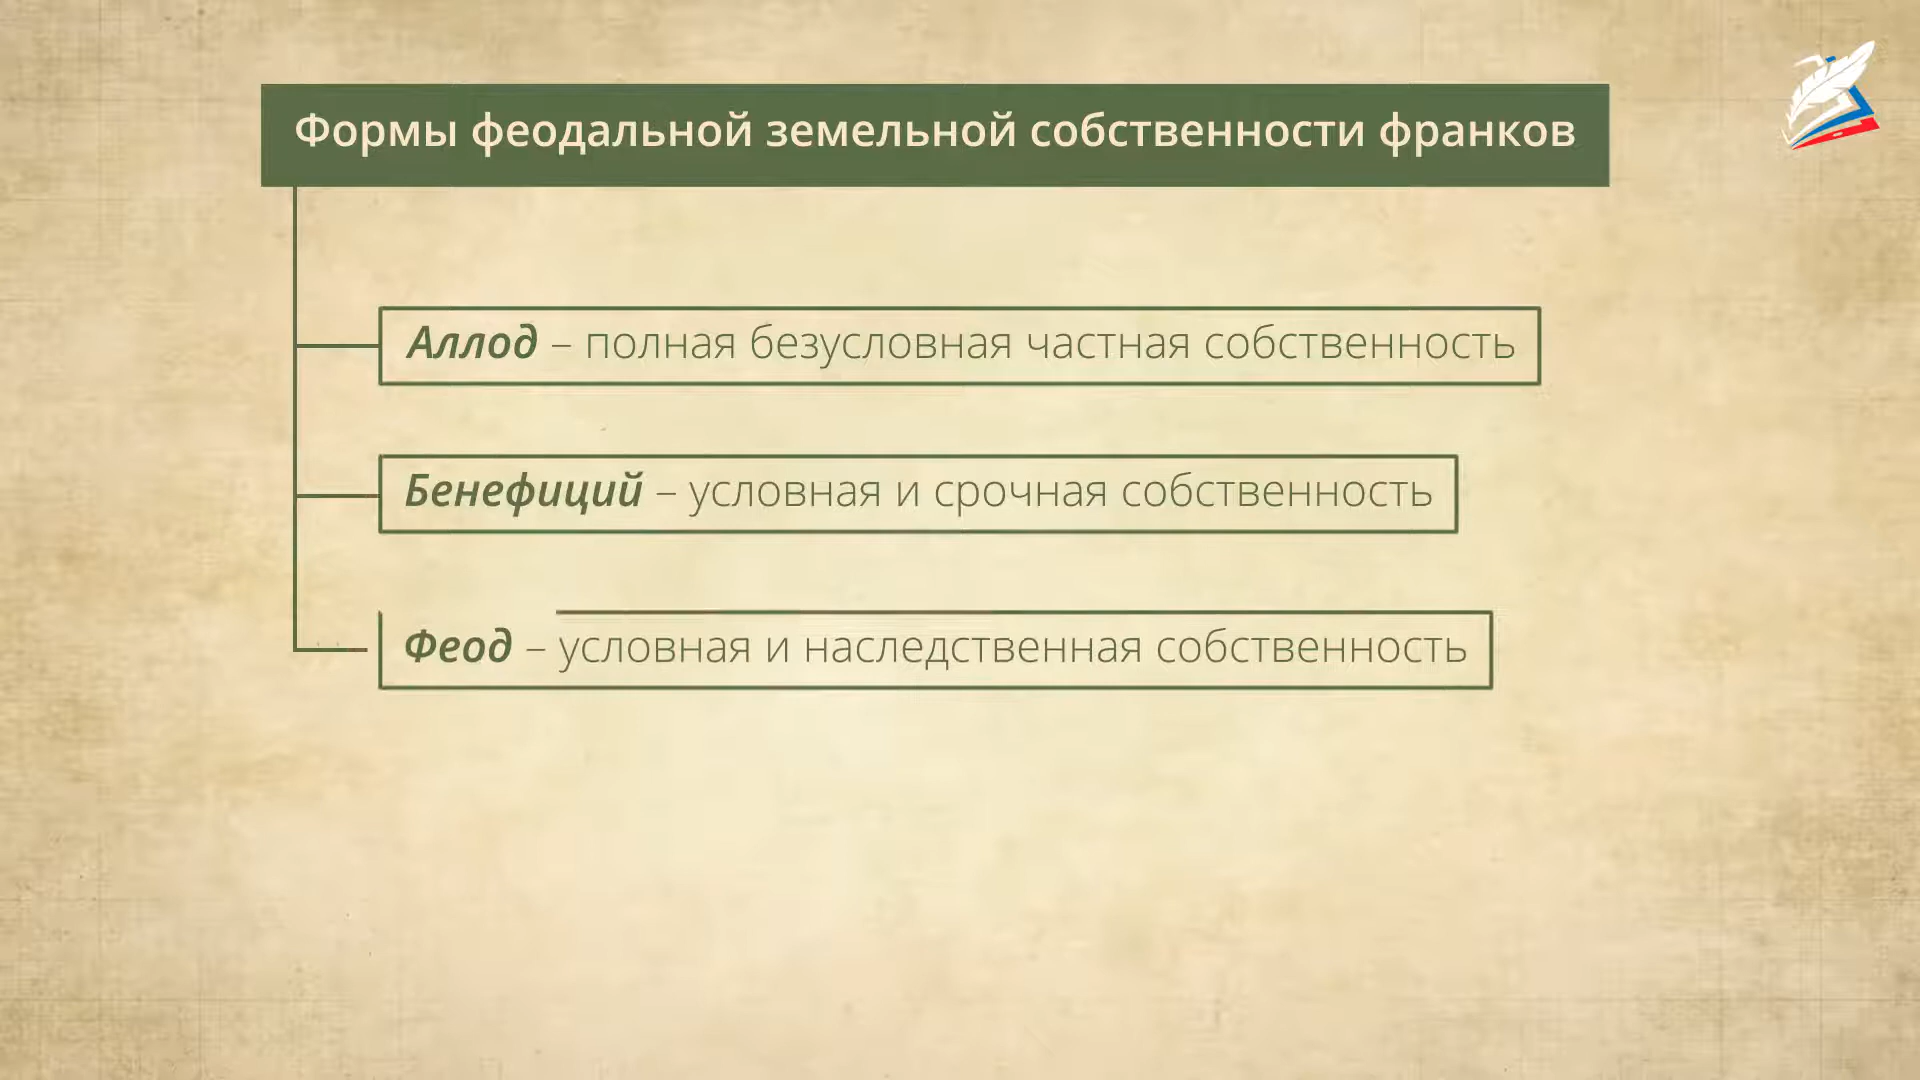 Формы феодальной земельной собственности франков
Аллод – полная безусловная частная собственность
Бенефиций – условная и срочная собственность
Феод – условная и наследственная собственность